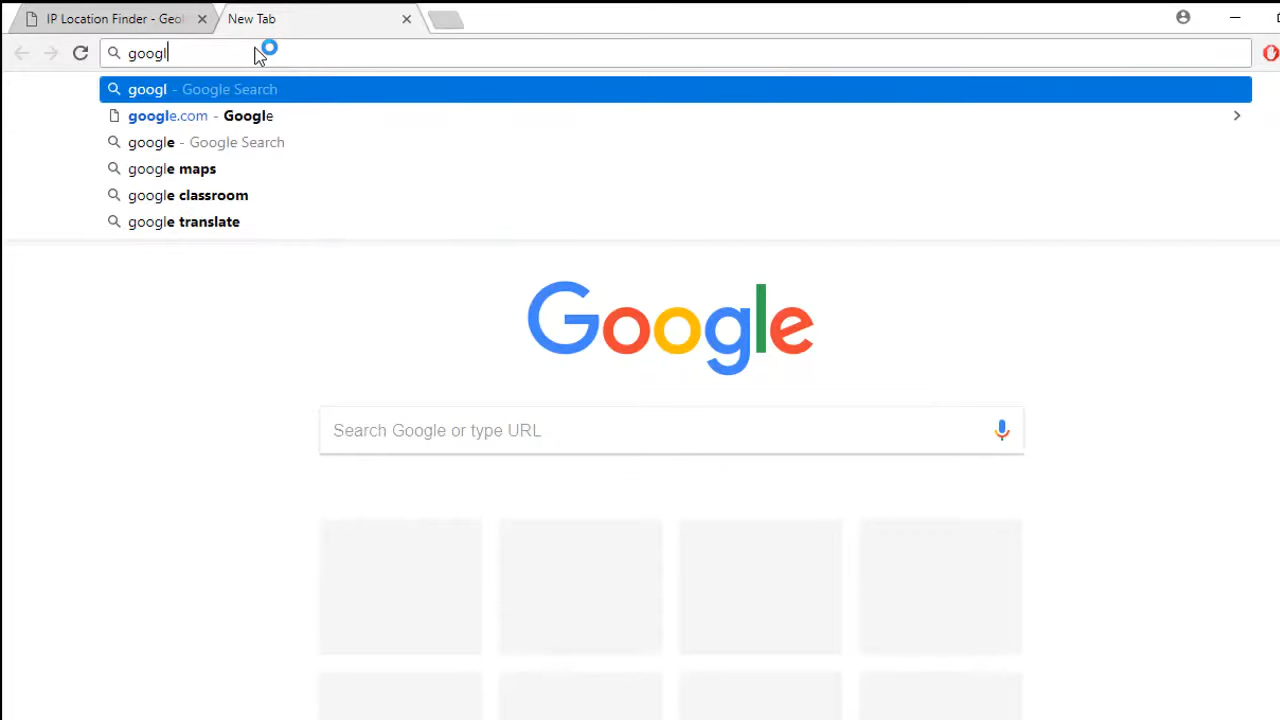 IP Location Finder - Geol
New Tab
googl
googl - Google Search
google.com - Google
google - Google Search
google maps
google classroom
google translate
Google
Search Google or type URL